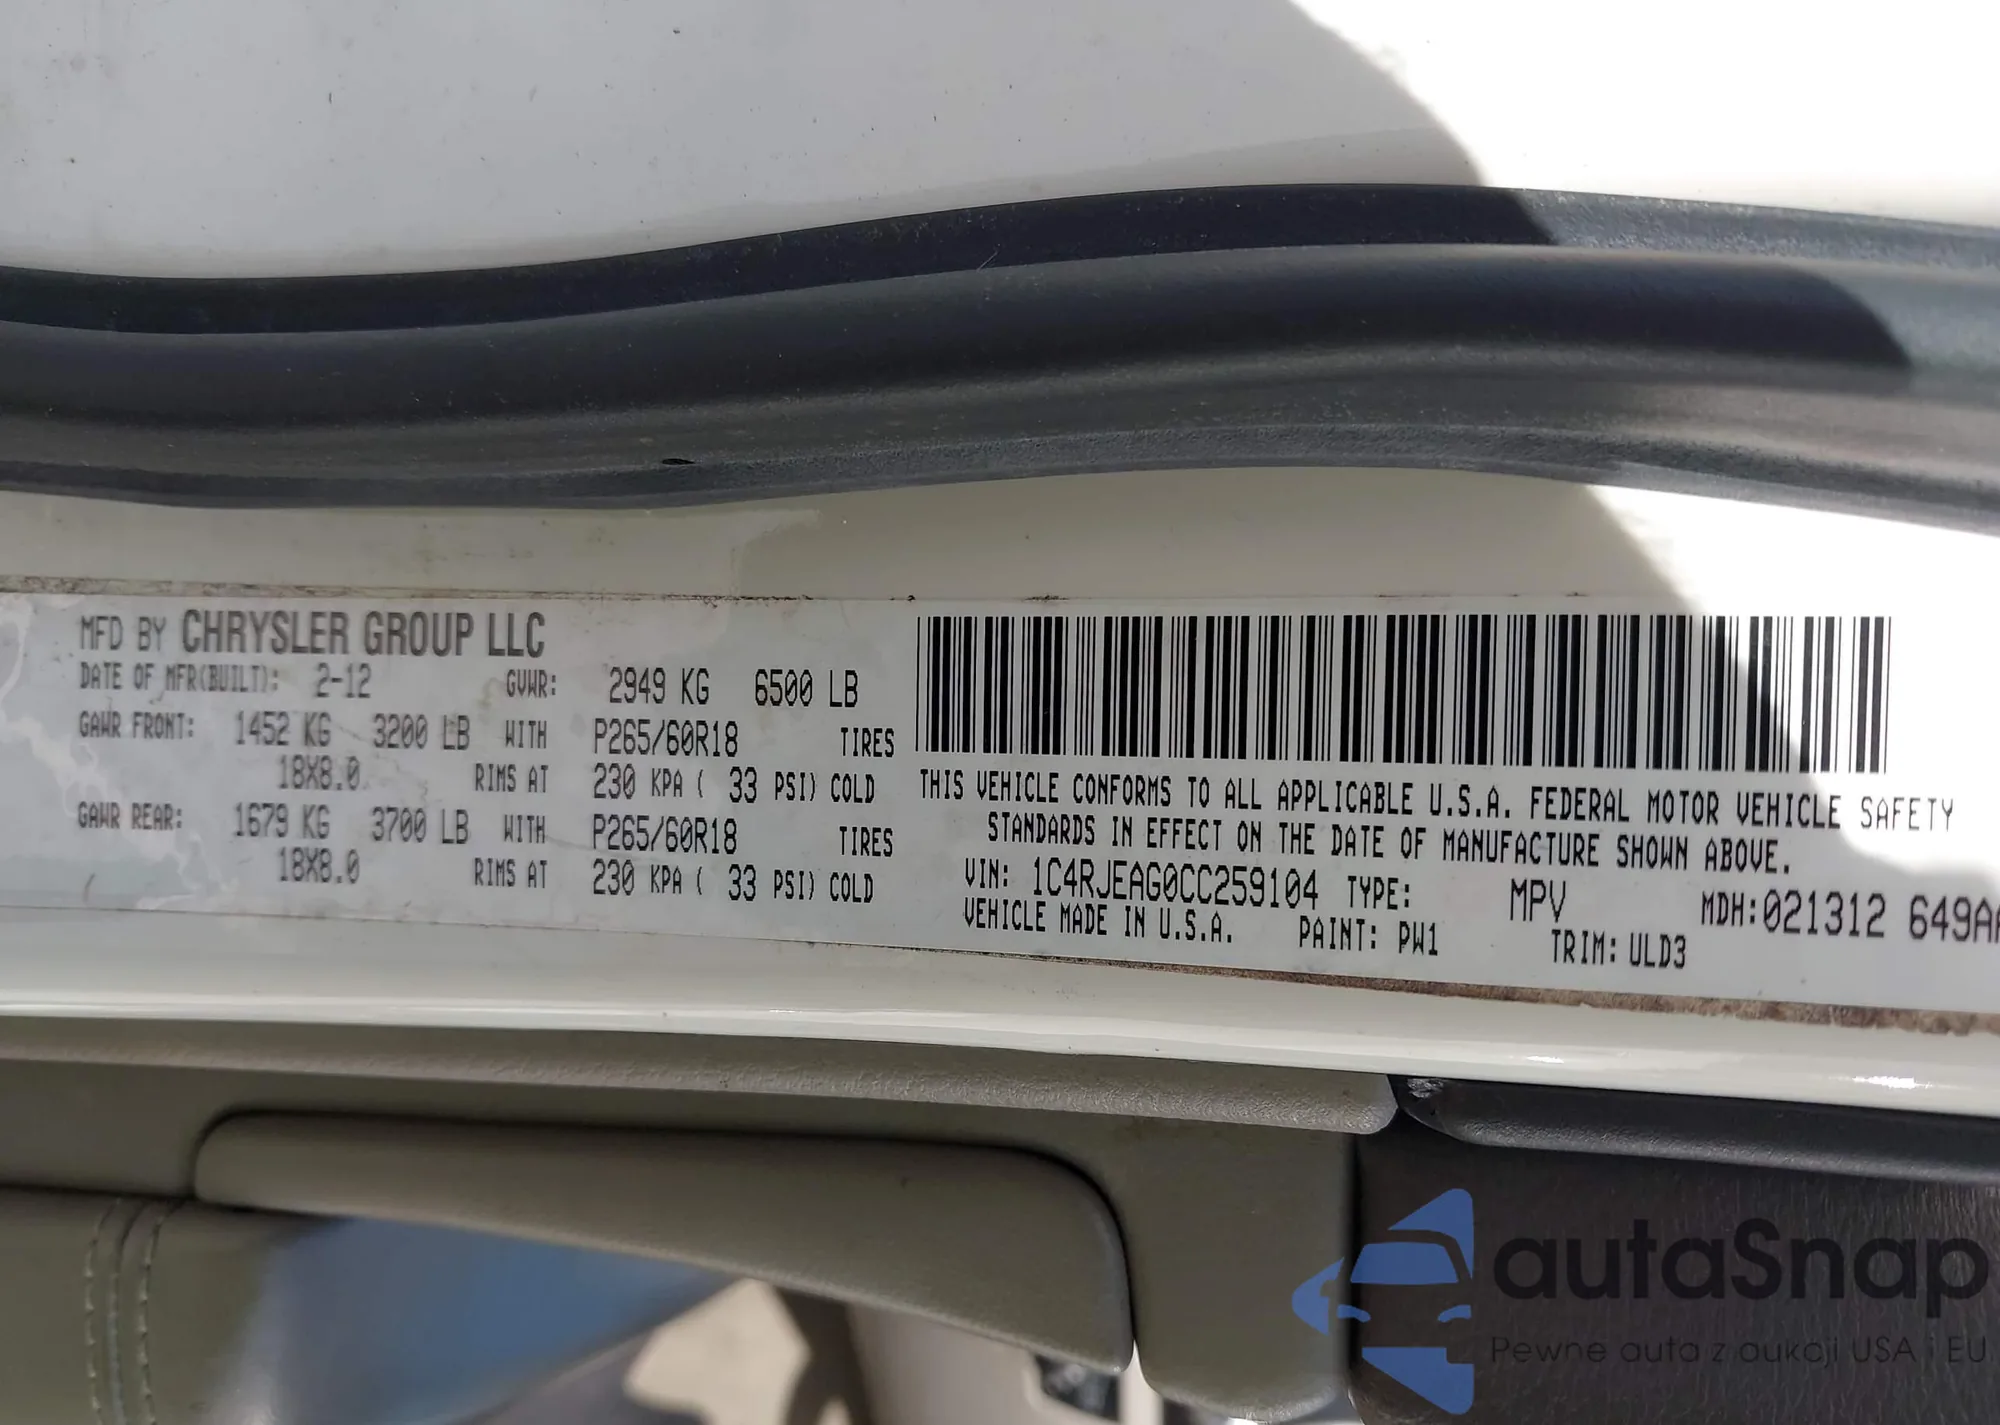 MFD BY CHRYSLER GROUP LLC
DATE OF MFR(BUILT): 2-12 GVWR: 2949 KG 6500 LB
GAWR FRONT: 1452 KG 3200 LB WITH P265/60R18 TIRES
18X8.0 RIMS AT 230 KPA ( 33 PSI) COLD
GAWR REAR: 1679 KG 3700 LB WITH P265/60R18 TIRES
18X8.0 RIMS AT 230 KPA ( 33 PSI) COLD
THIS VEHICLE CONFORMS TO ALL APPLICABLE U.S.A. FEDERAL MOTOR VEHICLE SAFETY
STANDARDS IN EFFECT ON THE DATE OF MANUFACTURE SHOWN ABOVE.
VIN: 1C4RJEAG0CC259104 TYPE: MPV MDH:021312 649AA
VEHICLE MADE IN U.S.A. PAINT: PW1 TRIM: ULD3
autaSnap
Pewne auta z aukcji USA i EU